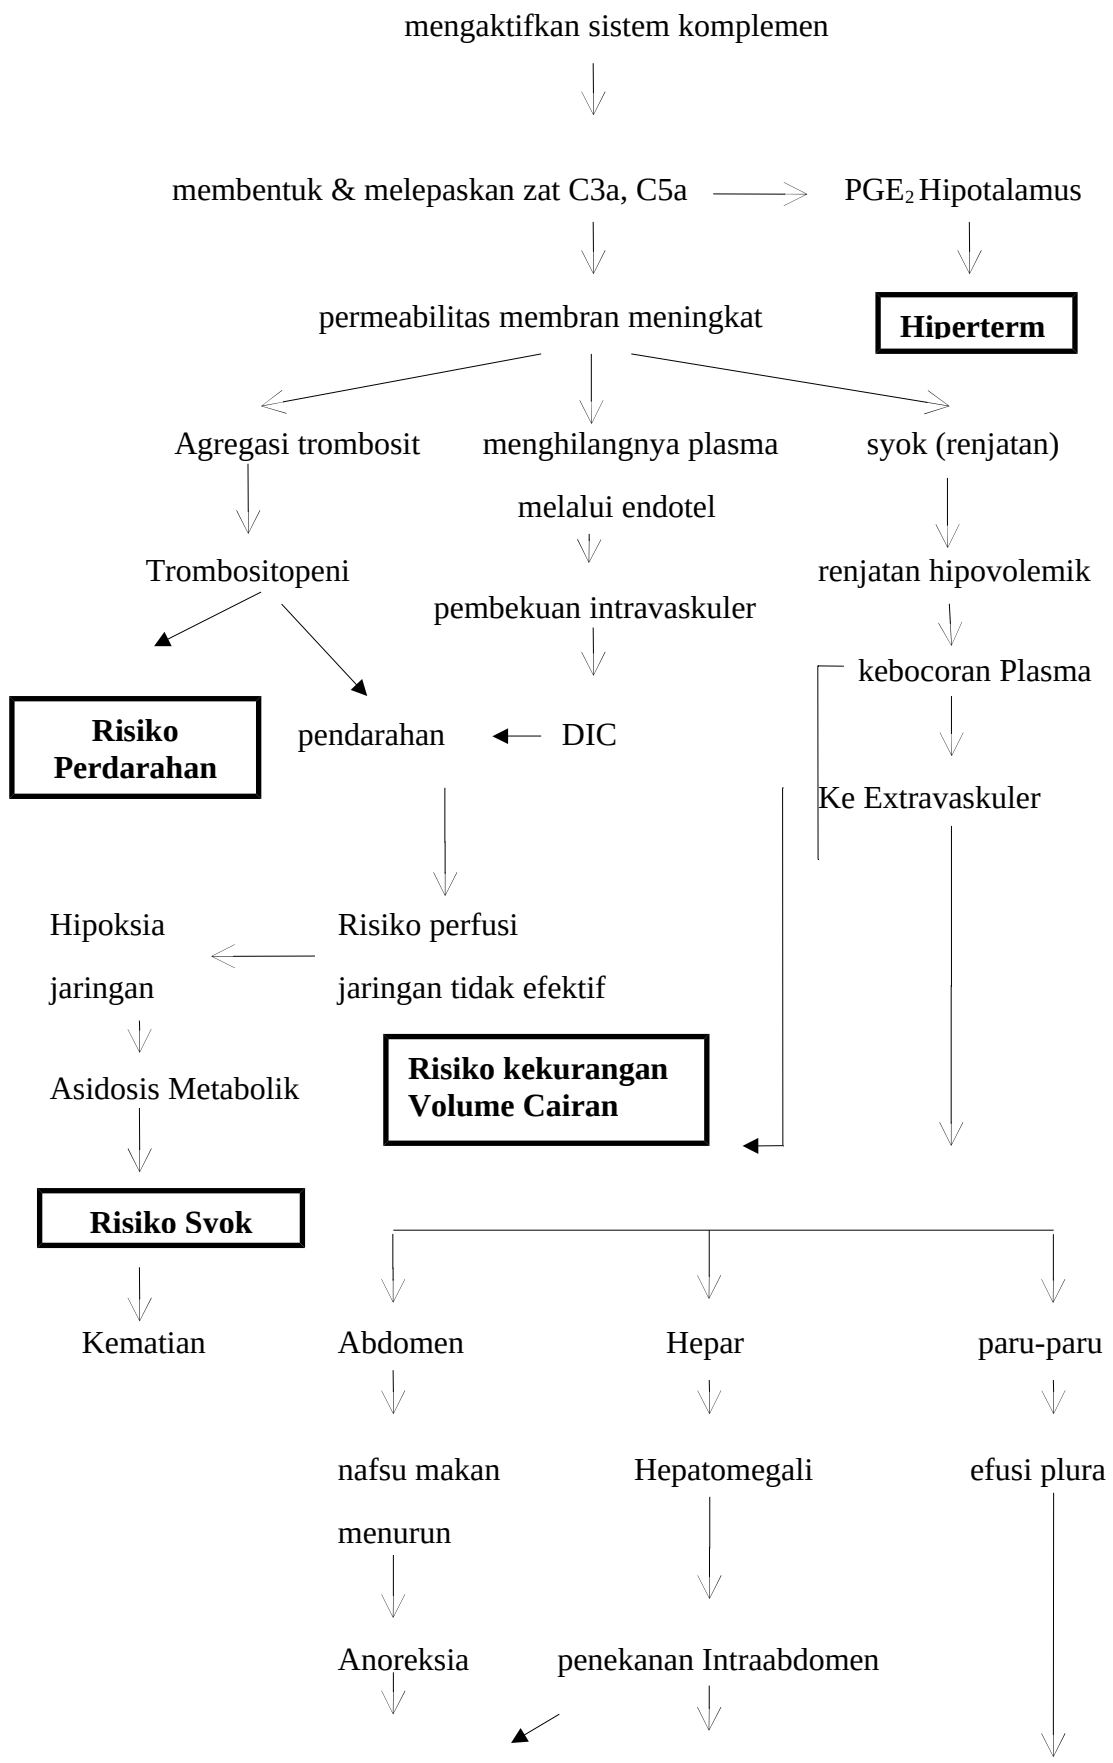 mengaktifkan sistem komplemen
membentuk & melepaskan zat C3a, C5a
PGE₂ Hipotalamus
permeabilitas membran meningkat
Hiperterm
Agregasi trombosit
menghilangnya plasma
syok (renjatan)
melalui endotel
Trombositopeni
renjatan hipovolemik
pembekuan intravaskuler
kebocoran Plasma
Risiko
Perdarahan
pendarahan
DIC
Ke Extravaskuler
Hipoksia
jaringan
Risiko perfusi
jaringan tidak efektif
Risiko kekurangan
Volume Cairan
Asidosis Metabolik
Risiko Syok
Kematian
Abdomen
Hepar
paru-paru
nafsu makan
menurun
Hepatomegali
efusi plura
Anoreksia
penekanan Intraabdomen